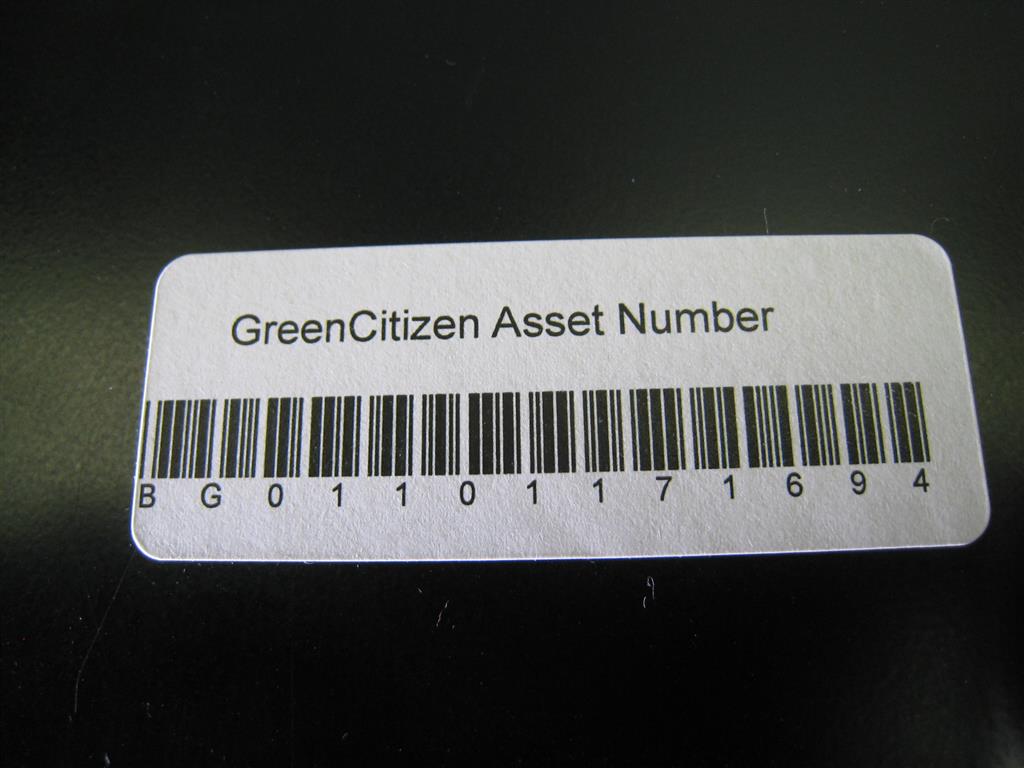 GreenCitizen Asset Number
B G 0 1 1 0 1 1 7 1 6 9 4